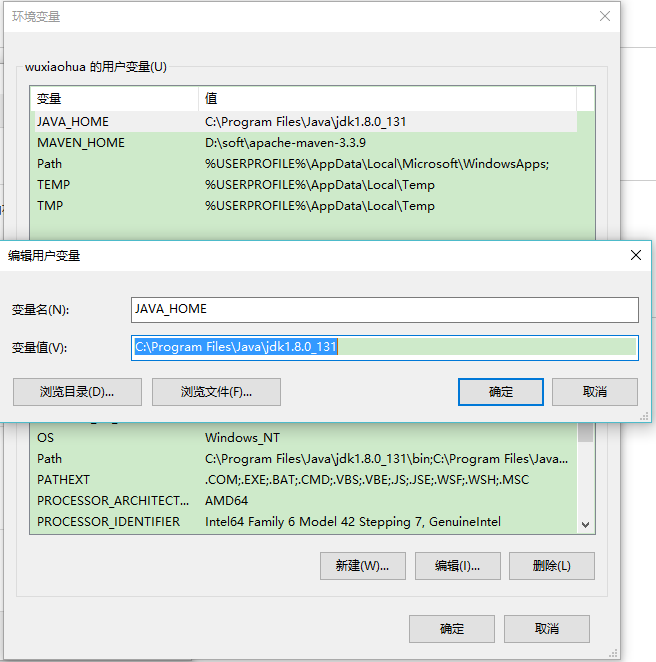 环境变量
wuxiaohua 的用户变量(U)
变量 值
JAVA_HOME C:\Program Files\Java\jdk1.8.0_131
MAVEN_HOME D:\soft\apache-maven-3.3.9
Path %USERPROFILE%\AppData\Local\Microsoft\WindowsApps;
TEMP %USERPROFILE%\AppData\Local\Temp
TMP %USERPROFILE%\AppData\Local\Temp
编辑用户变量
变量名(N): JAVA_HOME
变量值(V): C:\Program Files\Java\jdk1.8.0_131
浏览目录(D)... 浏览文件(F)... 确定 取消
OS Windows_NT
Path C:\Program Files\Java\jdk1.8.0_131\bin;C:\Program Files\Java...
PATHEXT .COM;.EXE;.BAT;.CMD;.VBS;.VBE;.JS;.JSE;.WSF;.WSH;.MSC
PROCESSOR_ARCHITECT... AMD64
PROCESSOR_IDENTIFIER Intel64 Family 6 Model 42 Stepping 7, GenuineIntel
新建(W)... 编辑(I)... 删除(L)
确定 取消